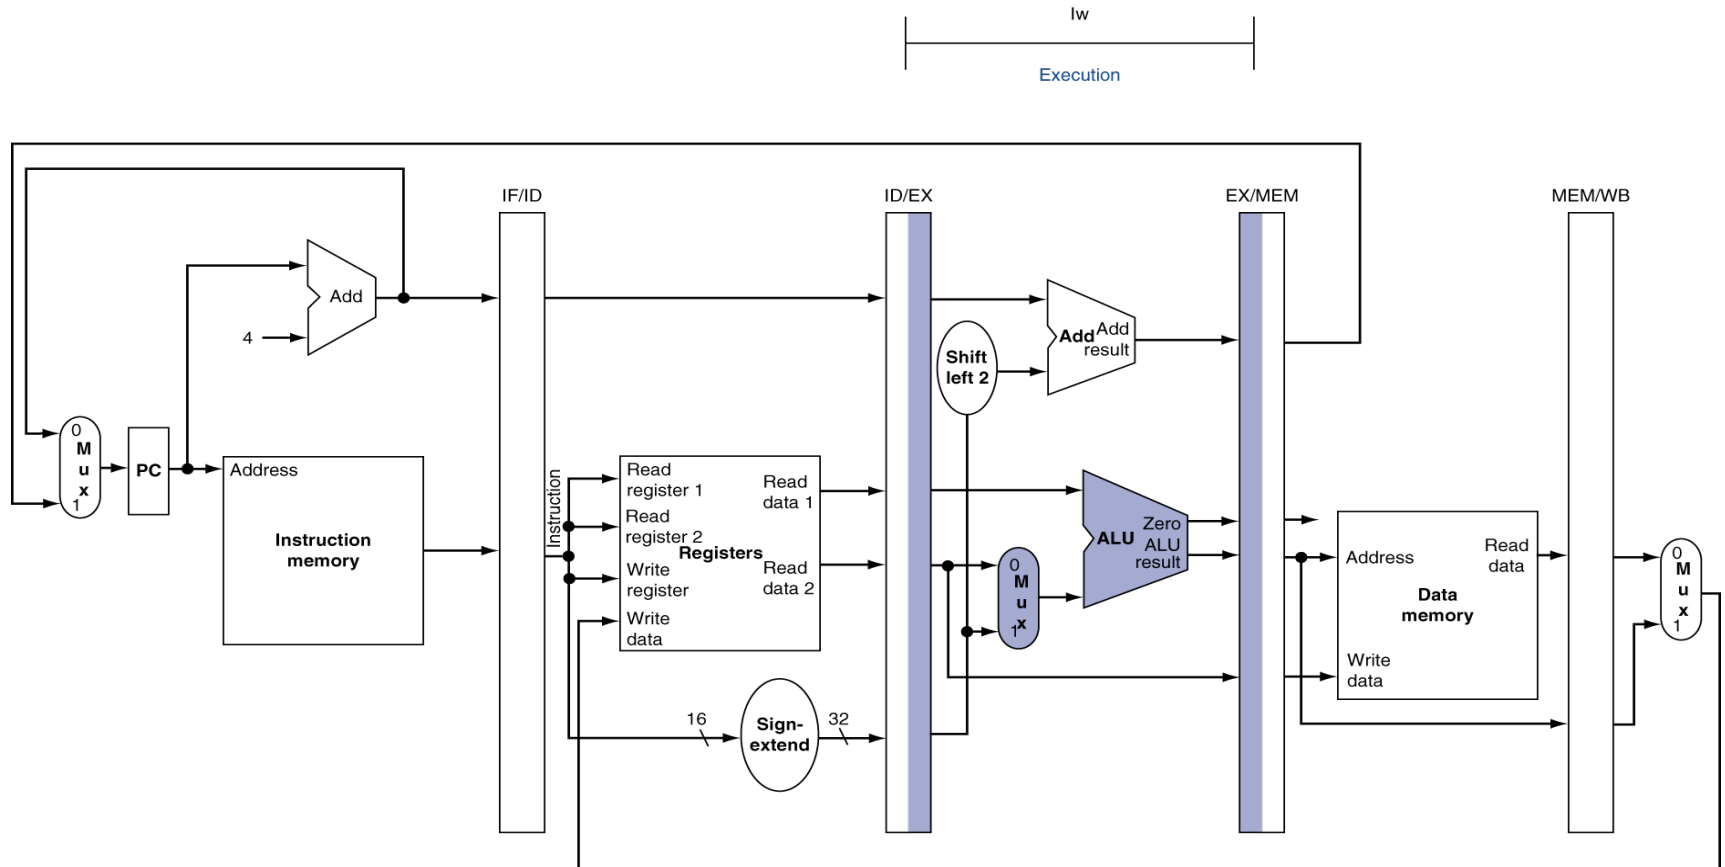 lw
Execution
IF/ID
ID/EX
EX/MEM
MEM/WB
Add
4
Add
Add
result
Shift
left 2
0
M
u
x
1
PC
Address
Instruction
memory
Instruction
Read
register 1
Read
register 2
Write
register
Write
data
Registers
Read
data 1
Read
data 2
16
Sign-
extend
32
0
M
u
x
1
ALU
Zero
ALU
result
Address
Read
data
Data
memory
Write
data
0
M
u
x
1